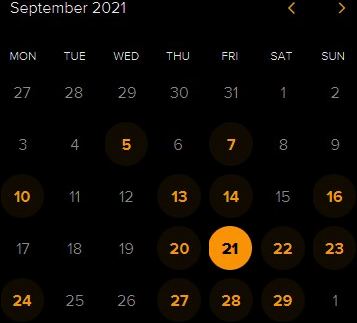 September 2021
MON TUE WED THU FRI SAT SUN
27 28 29 30 31 1 2
3 4 5 6 7 8 9
10 11 12 13 14 15 16
17 18 19 20 21 22 23
24 25 26 27 28 29 1